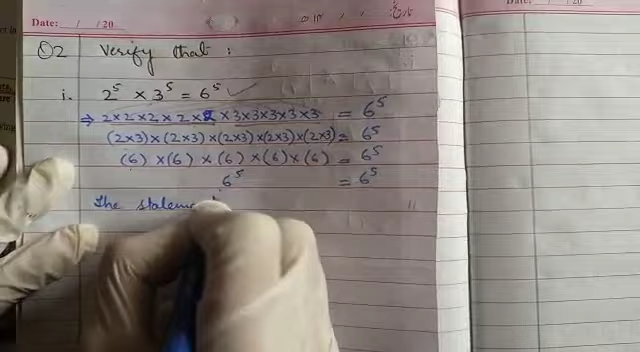 Date: / /20
Q2 Verify that :
i. 2⁵ × 3⁵ = 6⁵ ✓
⇒ 2×2×2×2×2×3×3×3×3×3 = 6⁵
(2×3)×(2×3)×(2×3)×(2×3)×(2×3) = 6⁵
(6)×(6)×(6)×(6)×(6) = 6⁵
6⁵ = 6⁵
The statem